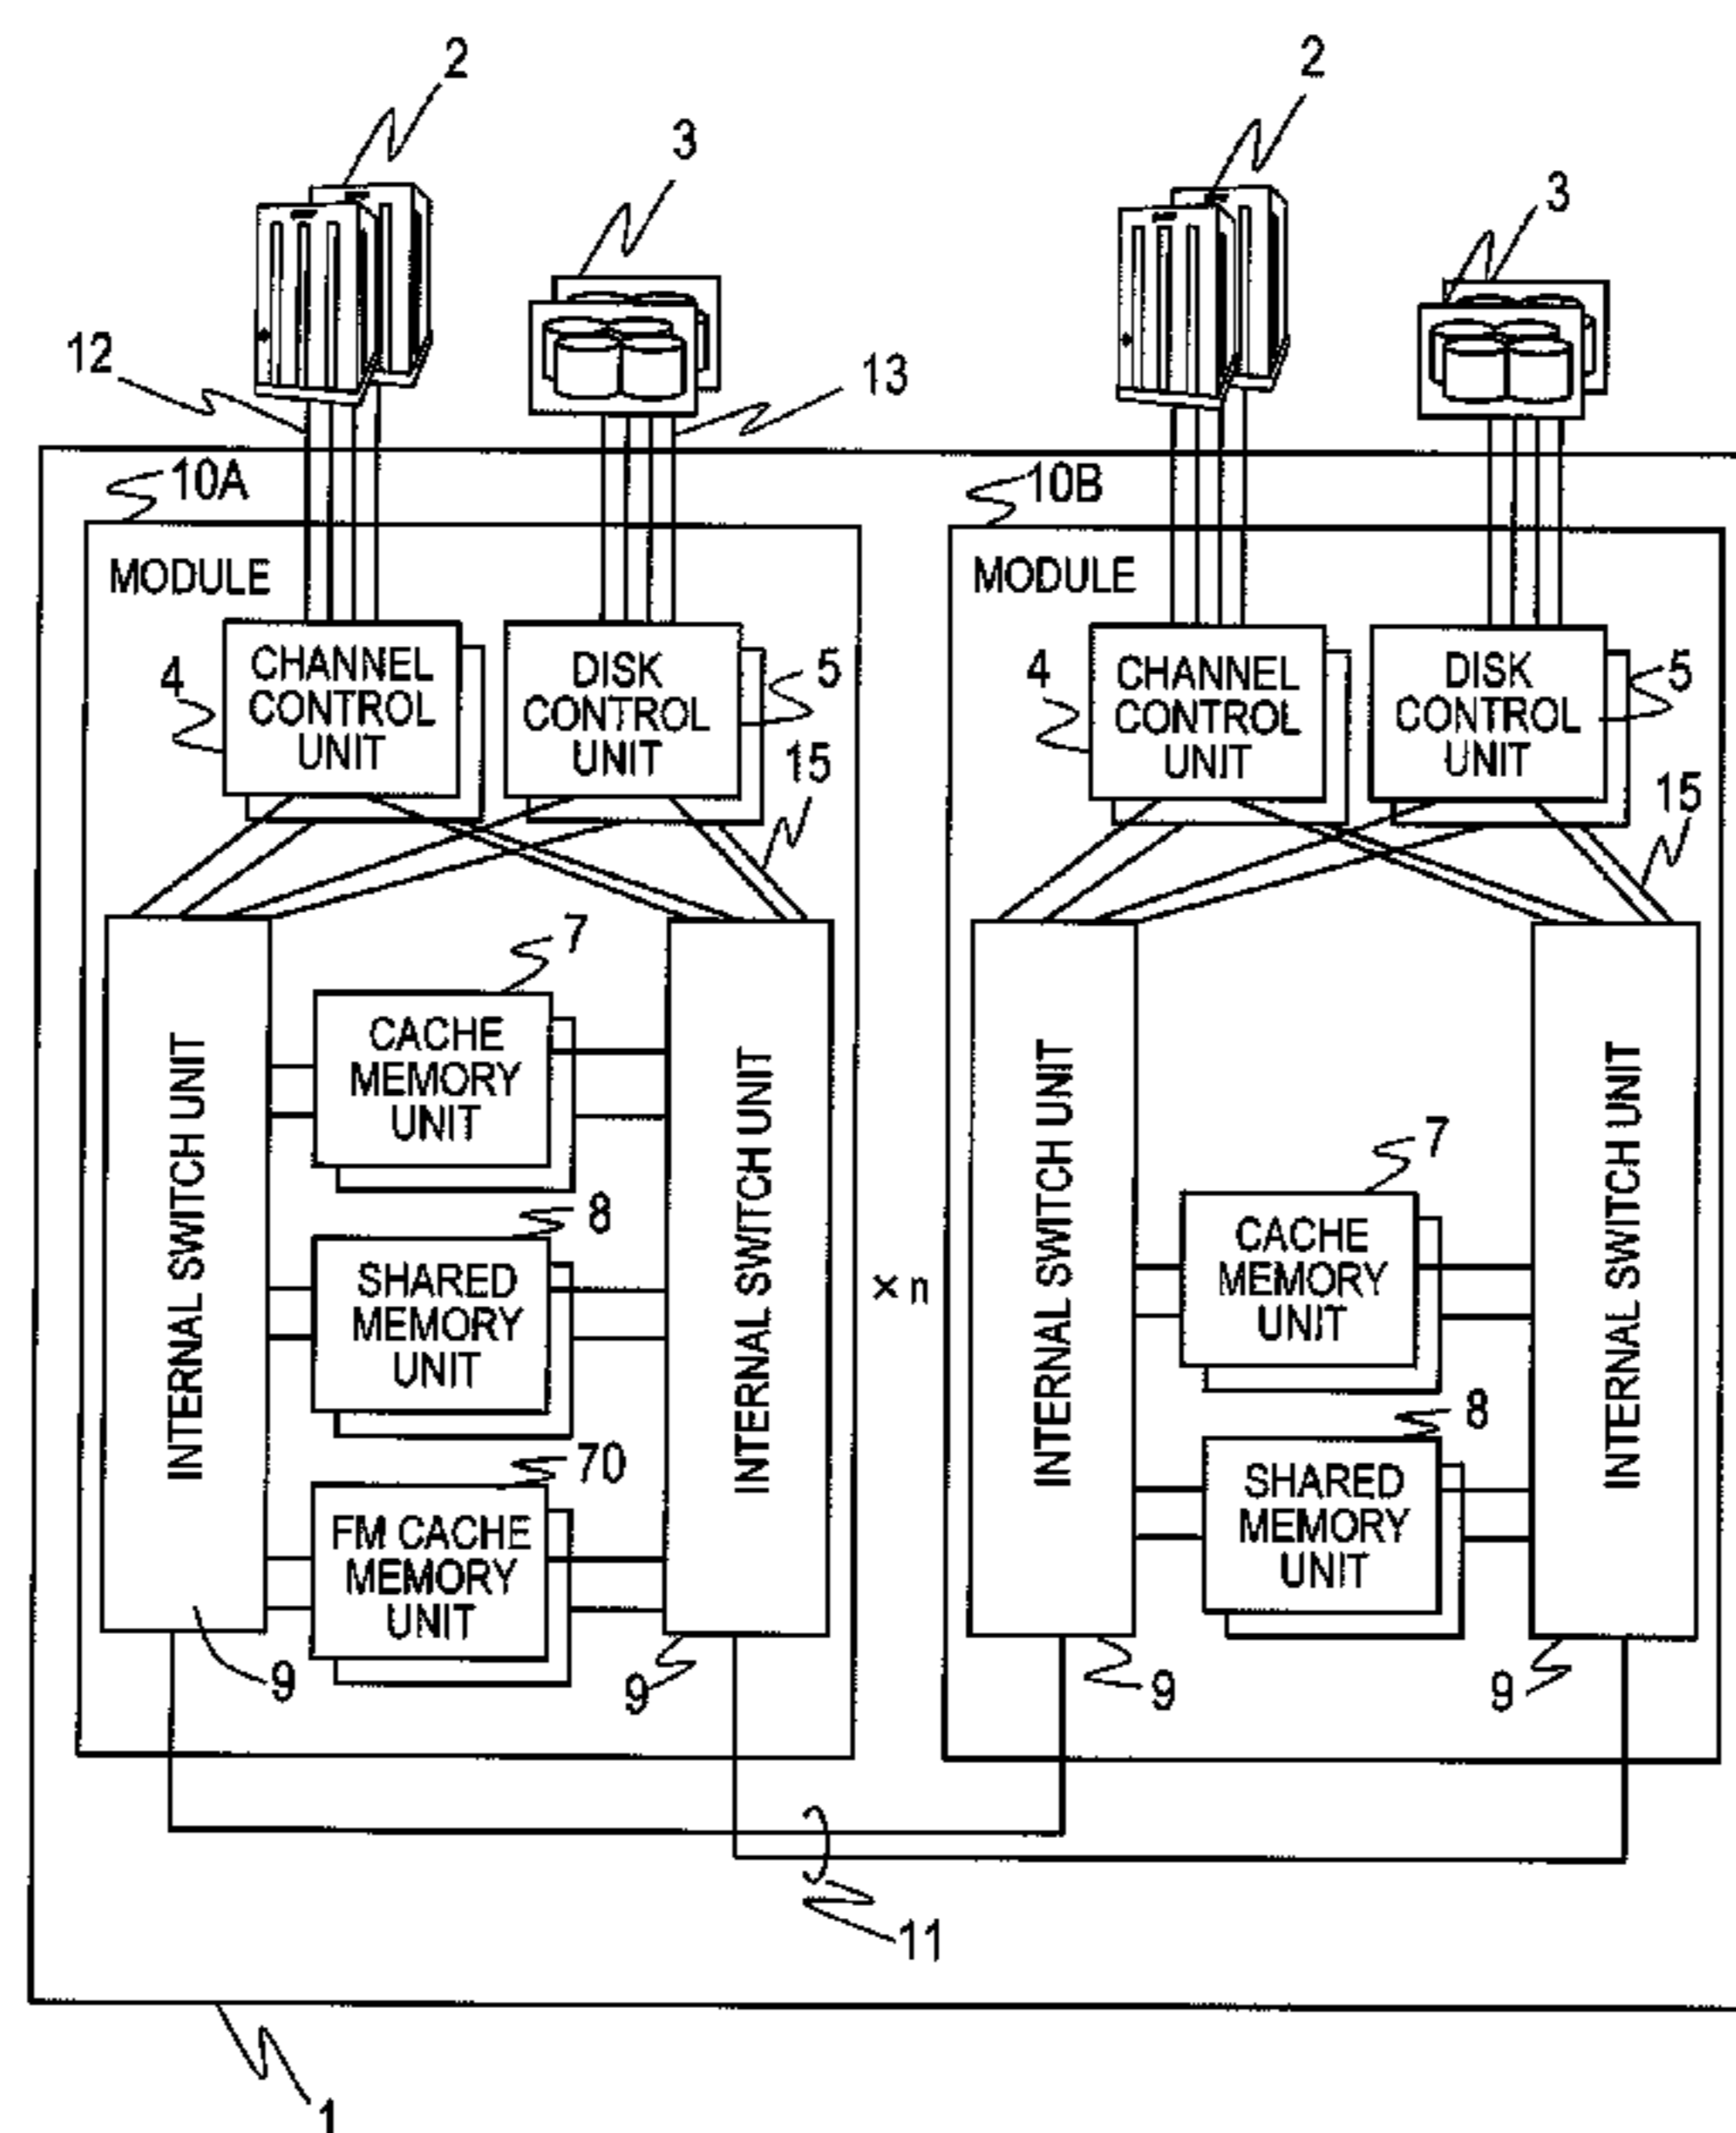 2
2
3
3
12
13
10A
10B
MODULE
MODULE
CHANNEL
CONTROL
UNIT
4
DISK
CONTROL
UNIT
5
CHANNEL
CONTROL
UNIT
4
DISK
CONTROL
UNIT
5
15
15
INTERNAL SWITCH UNIT
7
CACHE
MEMORY
UNIT
8
SHARED
MEMORY
UNIT
70
FM CACHE
MEMORY
UNIT
INTERNAL SWITCH UNIT
× n
INTERNAL SWITCH UNIT
7
CACHE
MEMORY
UNIT
8
SHARED
MEMORY
UNIT
INTERNAL SWITCH UNIT
9
9
9
9
11
1